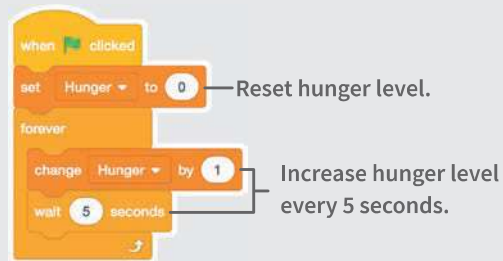 when clicked
set Hunger to 0
Reset hunger level.
forever
change Hunger by 1
Increase hunger level
wait 5 seconds
every 5 seconds.